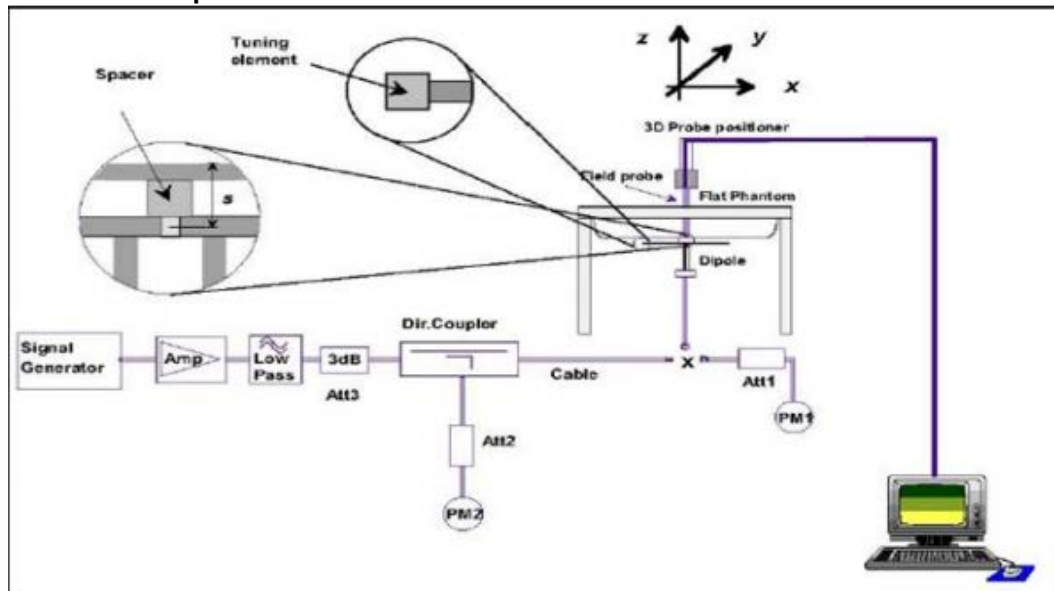 Tuning
element
Spacer
s
z
y
x
3D Probe positioner
Field probe
Flat Phantom
Dipole
Signal
Generator
Amp
Low
Pass
3dB
Att3
Dir.Coupler
Cable
x
Att1
PM1
Att2
PM2